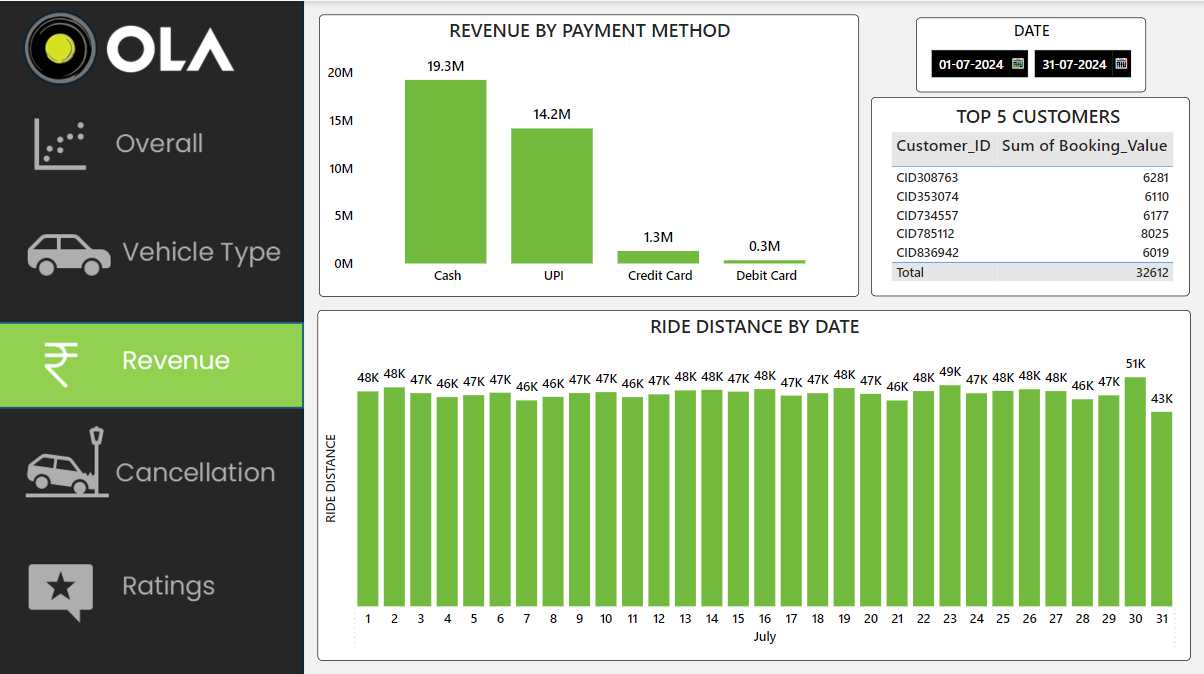 OLA
Overall
Vehicle Type
₹ Revenue
Cancellation
Ratings
REVENUE BY PAYMENT METHOD
20M
15M
10M
5M
0M
19.3M
14.2M
1.3M
0.3M
Cash UPI Credit Card Debit Card
DATE
01-07-2024 31-07-2024
TOP 5 CUSTOMERS
Customer_ID Sum of Booking_Value
CID308763 6281
CID353074 6110
CID734557 6177
CID785112 8025
CID836942 6019
Total 32612
RIDE DISTANCE BY DATE
RIDE DISTANCE
48K 48K 47K 46K 47K 47K 46K 46K 47K 47K 46K 47K 48K 48K 47K 48K 47K 47K 48K 47K 46K 48K 49K 47K 48K 48K 48K 46K 47K 51K 43K
1 2 3 4 5 6 7 8 9 10 11 12 13 14 15 16 17 18 19 20 21 22 23 24 25 26 27 28 29 30 31
July